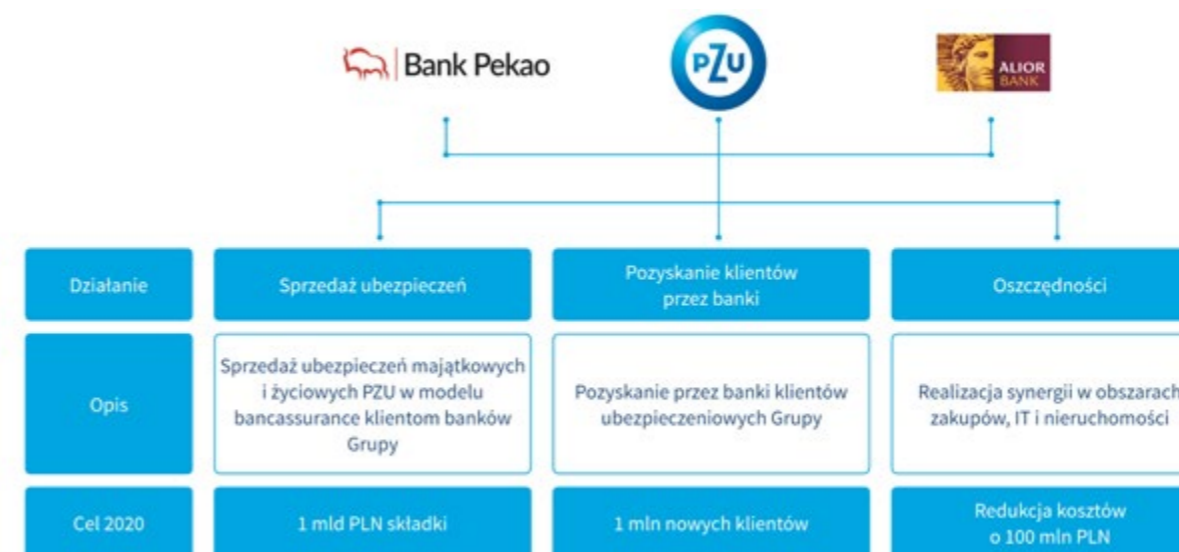 Bank Pekao
PZU
ALIOR
BANK
Działanie
Sprzedaż ubezpieczeń
Pozyskanie klientów
przez banki
Oszczędności
Opis
Sprzedaż ubezpieczeń majątkowych
i życiowych PZU w modelu
bancassurance klientom banków
Grupy
Pozyskanie przez banki klientów
ubezpieczeniowych Grupy
Realizacja synergii w obszarach
zakupów, IT i nieruchomości
Cel 2020
1 mld PLN składki
1 mln nowych klientów
Redukcja kosztów
o 100 mln PLN